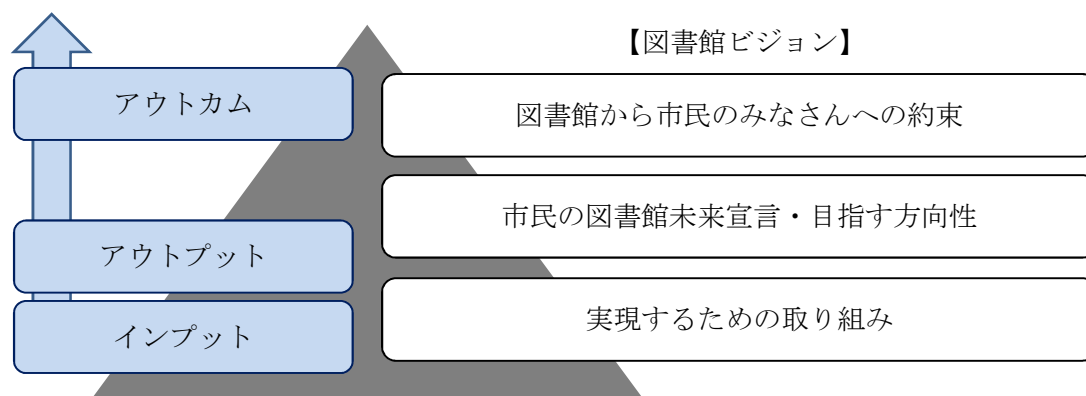 【図書館ビジョン】
アウトカム
図書館から市民のみなさんへの約束
市民の図書館未来宣言・目指す方向性
アウトプット
インプット
実現するための取り組み